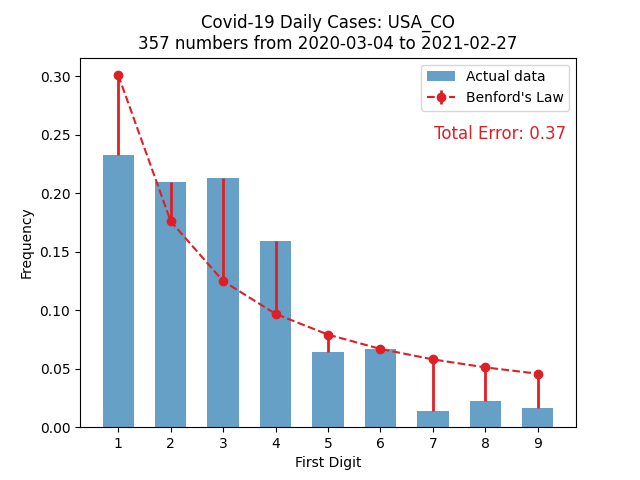 Covid-19 Daily Cases: USA_CO
357 numbers from 2020-03-04 to 2021-02-27
Actual data
Benford's Law
Total Error: 0.37
0.30
0.25
0.20
0.15
0.10
0.05
0.00
Frequency
1 2 3 4 5 6 7 8 9
First Digit